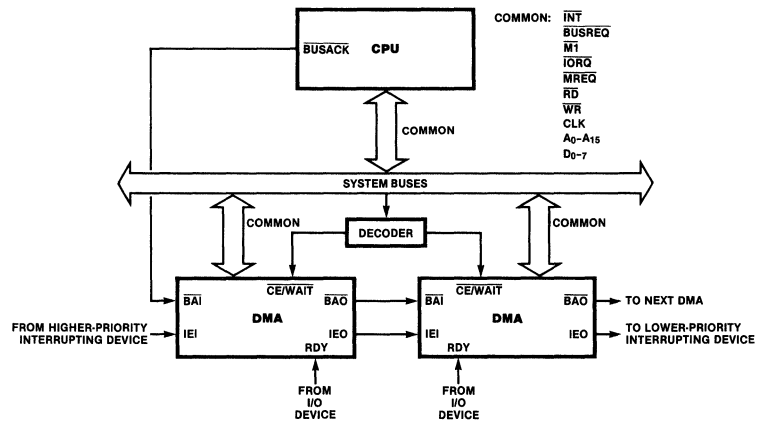 COMMON: INT
BUSREQ
M1
IORQ
MREQ
RD
WR
CLK
A0-A15
D0-7
BUSACK CPU
COMMON
SYSTEM BUSES
COMMON
DECODER
COMMON
CE/WAIT
BAI
BAO
DMA
IEI
IEO
RDY
CE/WAIT
BAI
BAO
DMA
IEI
IEO
RDY
TO NEXT DMA
FROM HIGHER-PRIORITY
INTERRUPTING DEVICE
TO LOWER-PRIORITY
INTERRUPTING DEVICE
FROM
I/O
DEVICE
FROM
I/O
DEVICE